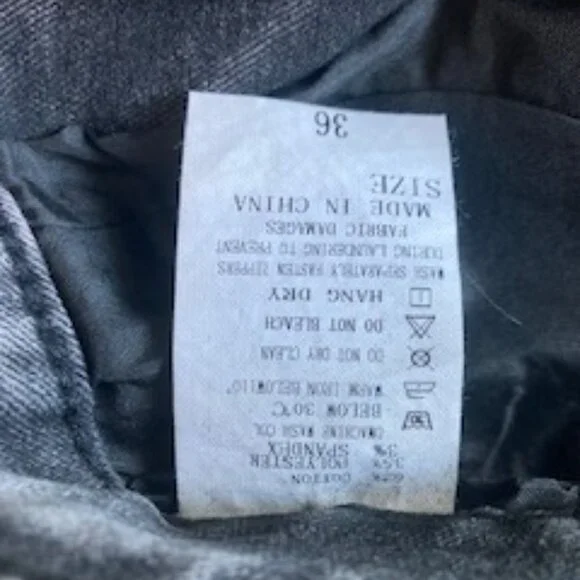 62% COTTON
35% POLYESTER
3% SPANDEX
(MACHINE WASH COL
BELOW 30°C
WARM IRON BELOW110°
DO NOT DRY CLEAN
DO NOT BLEACH
HANG DRY
WASH SEPARATELY FASTEN ZIPPERS
DURING LAUNDERING TO PREVENT
FABRIC DAMAGES
MADE IN CHINA
SIZE
36